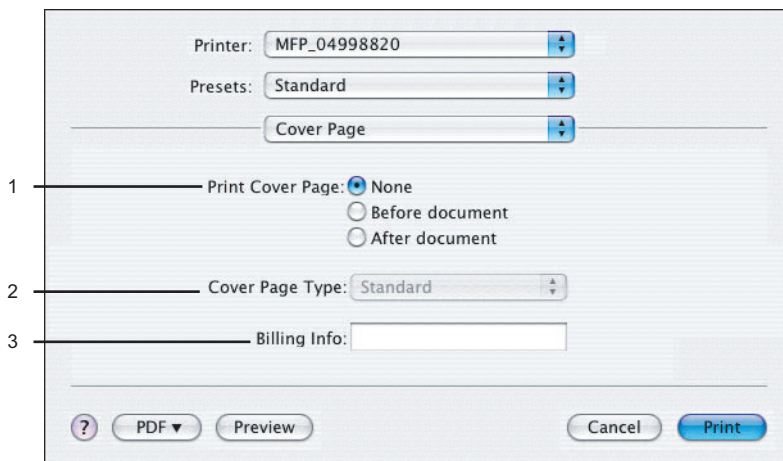 Printer: MFP_04998820
Presets: Standard
Cover Page
1 Print Cover Page: None
Before document
After document
2 Cover Page Type: Standard
3 Billing Info:
? PDF▼ Preview Cancel Print